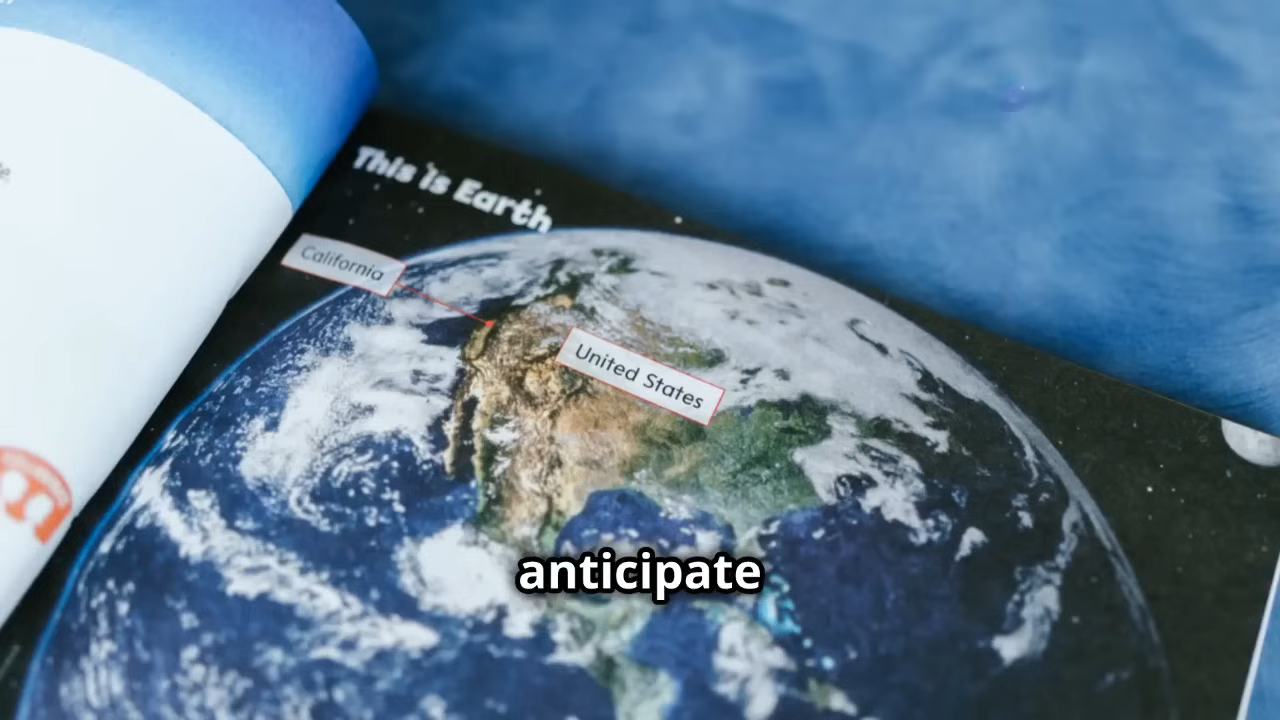 This is Earth
California
United States
anticipate